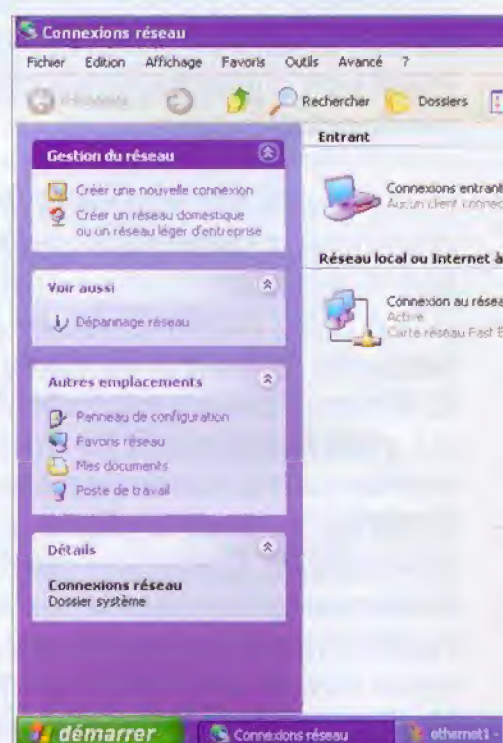 Connexions réseau
Fichier Edition Affichage Favoris Outils Avancé ?
Rechercher Dossiers
Gestion du réseau
Créer une nouvelle connexion
Créer un réseau domestique
ou un réseau léger d'entreprise
Voir aussi
Dépannage réseau
Autres emplacements
Panneau de configuration
Favoris réseau
Mes documents
Poste de travail
Détails
Connexions réseau
Dossier système
Entrant
Connexions entrant
Aucun client connec
Réseau local ou Internet à
Connexion au résea
Active
Carte réseau Fast E
démarrer
Connexions réseau
ethernet1